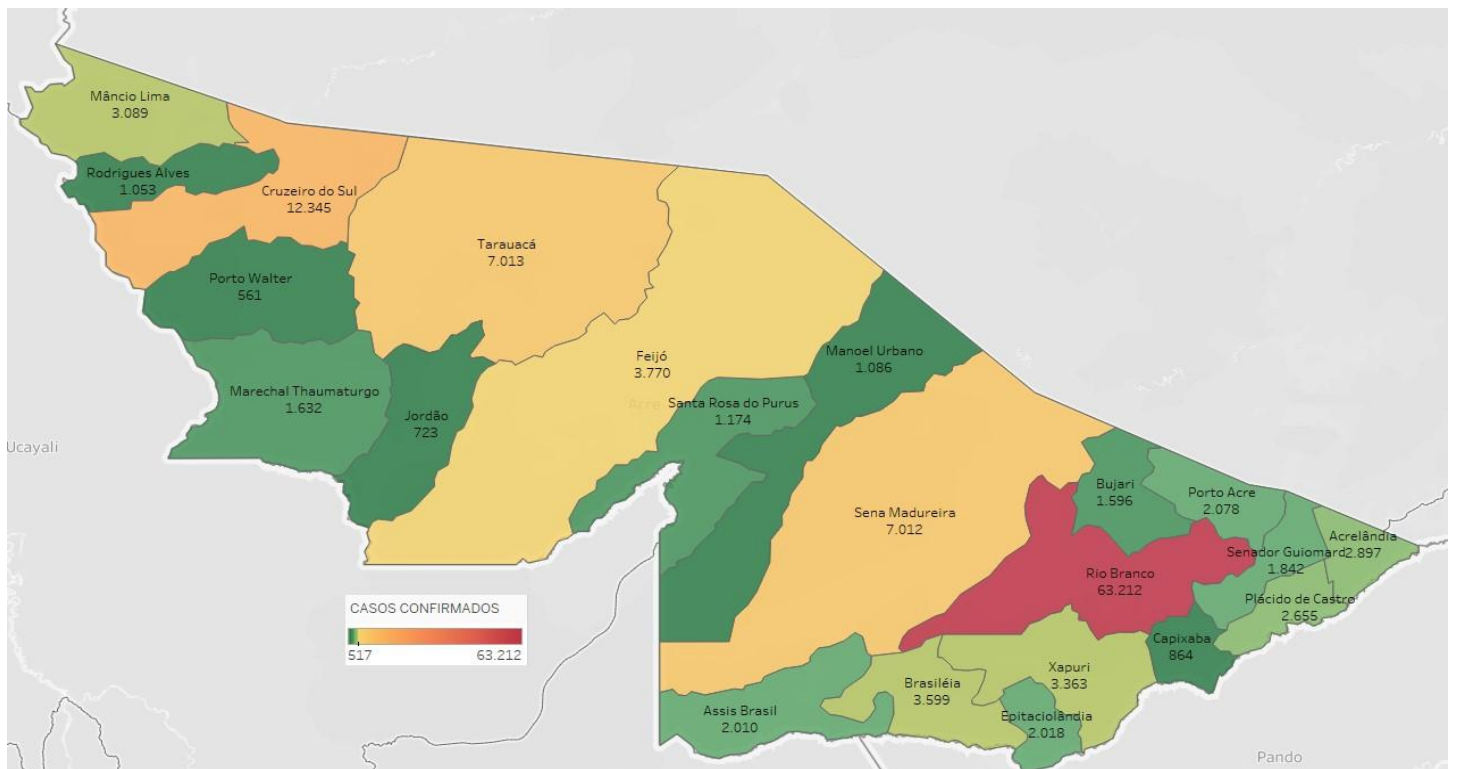 Mâncio Lima
3.089
Rodrigues Alves
1.053
Cruzeiro do Sul
12.345
Tarauacá
7.013
Porto Walter
561
Feijó
3.770
Acre
Manoel Urbano
1.086
Marechal Thaumaturgo
1.632
Jordão
723
Santa Rosa do Purus
1.174
Ucayali
Sena Madureira
7.012
Bujari
1.596
Porto Acre
2.078
Acrelândia
2.897
Senador Guiomard
1.842
Rio Branco
63.212
Plácido de Castro
2.655
CASOS CONFIRMADOS
517
63.212
Capixaba
864
Xapuri
3.363
Brasiléia
3.599
Assis Brasil
2.010
Epitaciolândia
2.018
Pando